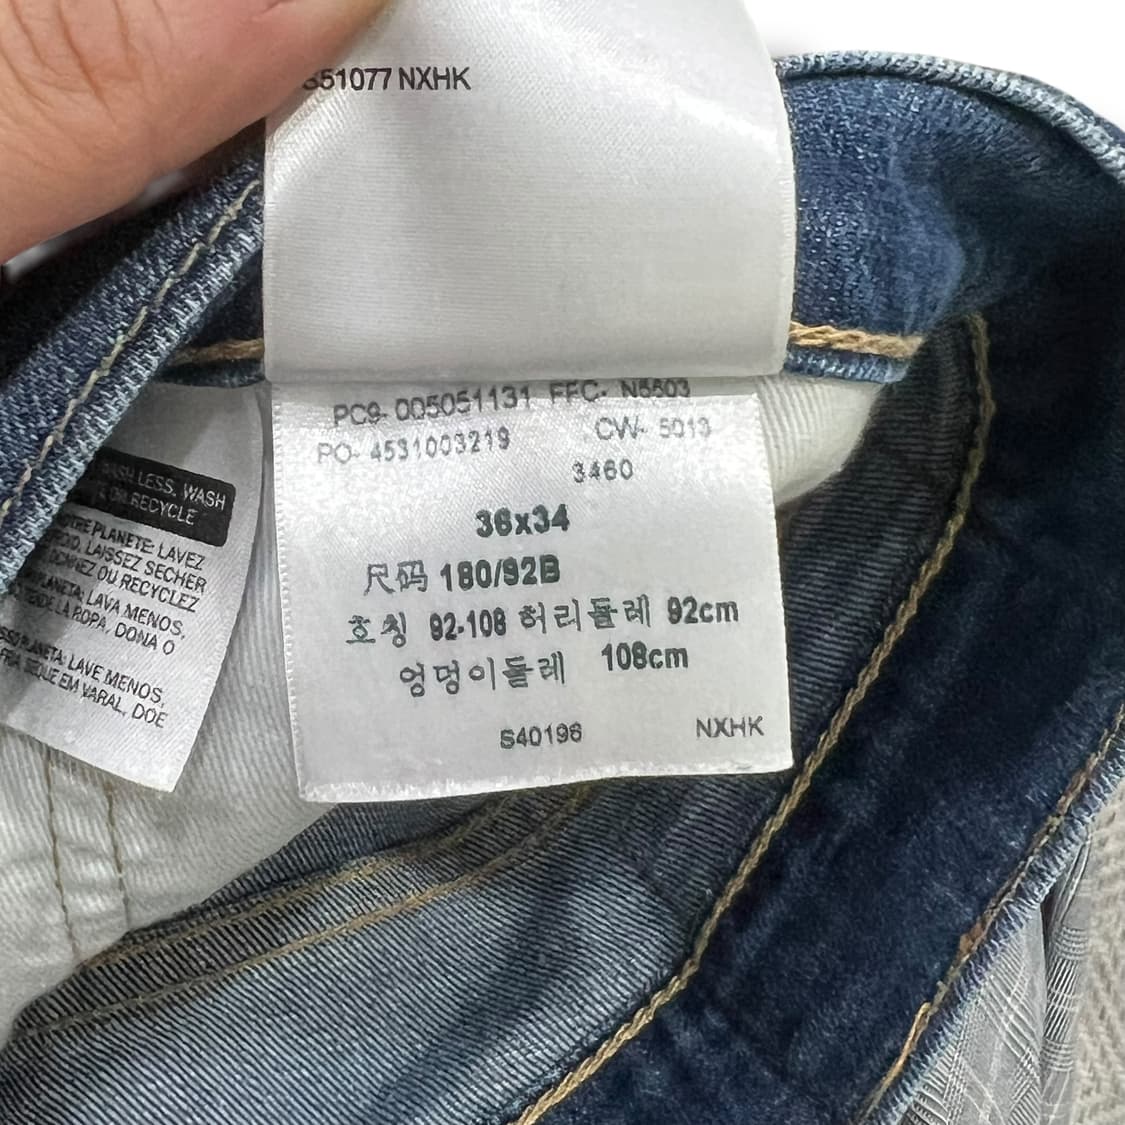 51077 NXHK
PC9- 005051131 FFC- N5503
PO- 4531003219 CW- 5013
3460
36x34
尺码 180/92B
호칭 92-108 허리둘레 92cm
엉덩이둘레 108cm
S40196 NXHK
WASH LESS, WASH
OR RECYCLE
NOTRE PLANETE: LAVEZ
FROID, LAISSEZ SECHER
DONNEZ OU RECYCLEZ
PLANETA: LAVA MENOS,
TIENDE LA ROPA, DONA O
PLANETA: LAVE MENOS,
SEQUE EM VARAL, DOE